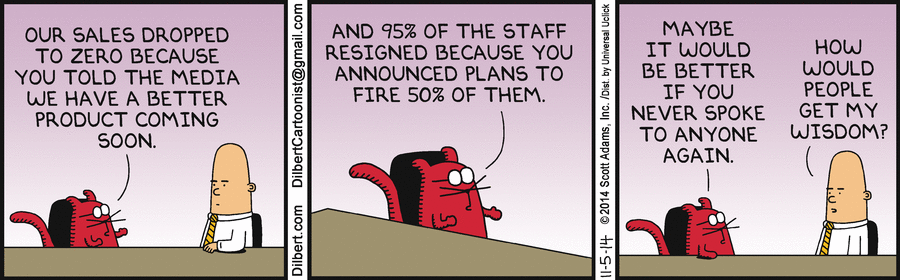 OUR SALES DROPPED
TO ZERO BECAUSE
YOU TOLD THE MEDIA
WE HAVE A BETTER
PRODUCT COMING
SOON.
Dilbert.com DilbertCartoonist@gmail.com
AND 95% OF THE STAFF
RESIGNED BECAUSE YOU
ANNOUNCED PLANS TO
FIRE 50% OF THEM.
11-5-14 ©2014 Scott Adams, Inc. /Dist. by Universal Uclick
MAYBE
IT WOULD
BE BETTER
IF YOU
NEVER SPOKE
TO ANYONE
AGAIN.
HOW
WOULD
PEOPLE
GET MY
WISDOM?